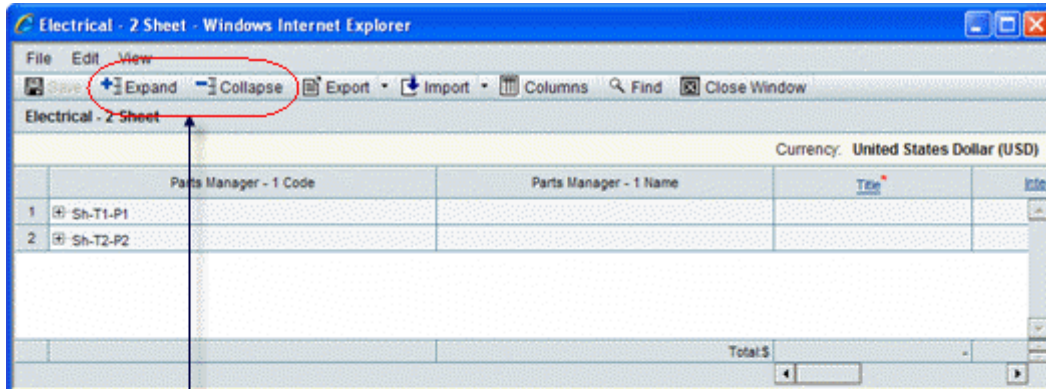 Electrical - 2 Sheet - Windows Internet Explorer
File Edit View
Save Expand Collapse Export Import Columns Find Close Window
Electrical - 2 Sheet
Currency: United States Dollar (USD)
Parts Manager - 1 Code Parts Manager - 1 Name Title* Inte
1 Sh-T1-P1
2 Sh-T2-P2
Total:$ -